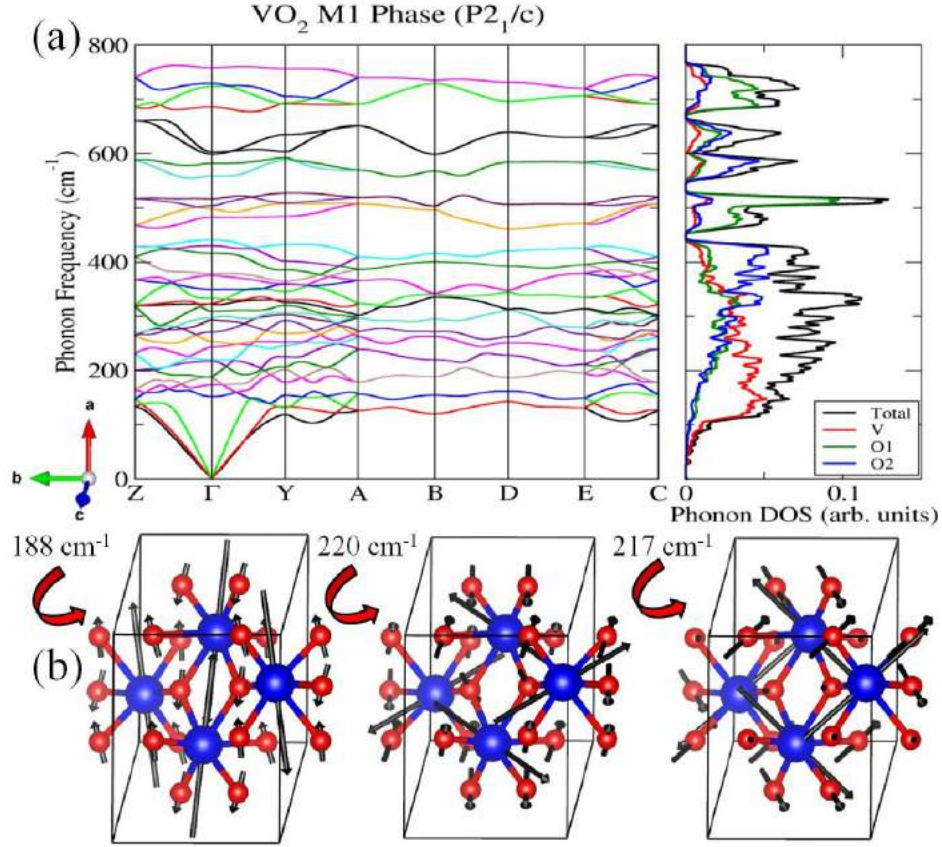 VO2 M1 Phase (P21/c)
(a)
800
600
400
200
0
Phonon Frequency (cm-1)
a
b
c
Z Γ Y A B D E C
Total
V
O1
O2
0 0.1
Phonon DOS (arb. units)
188 cm-1 220 cm-1 217 cm-1
(b)